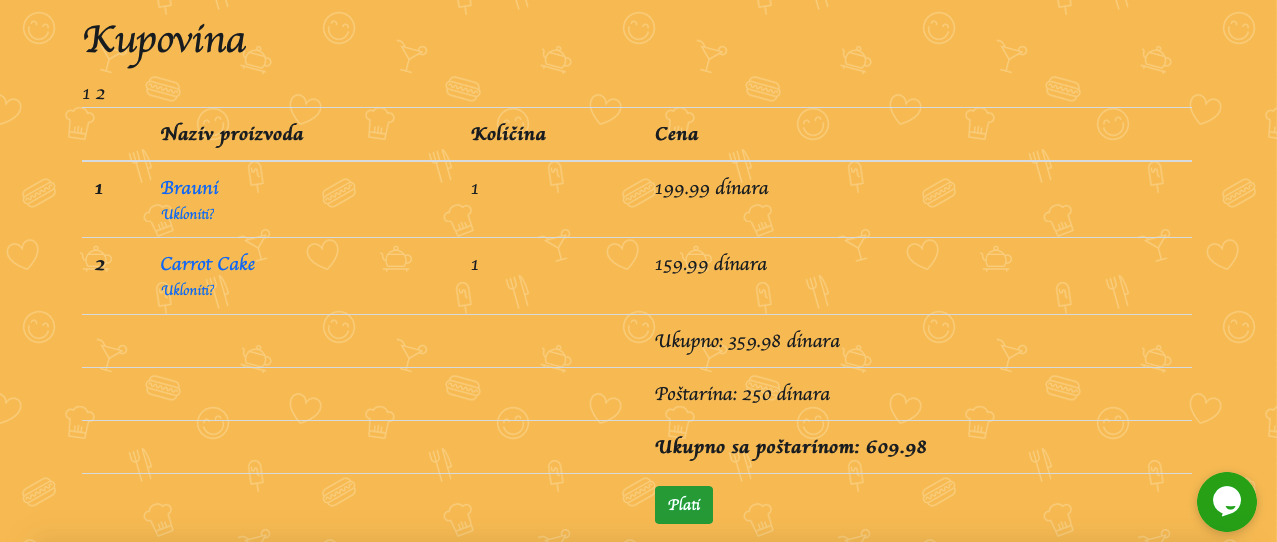 Kupovina
1 2
Naziv proizvoda Količina Cena
1 Brauni 1 199.99 dinara
Ukloniti?
2 Carrot Cake 1 159.99 dinara
Ukloniti?
Ukupno: 359.98 dinara
Poštarina: 250 dinara
Ukupno sa poštarinom: 609.98
Plati